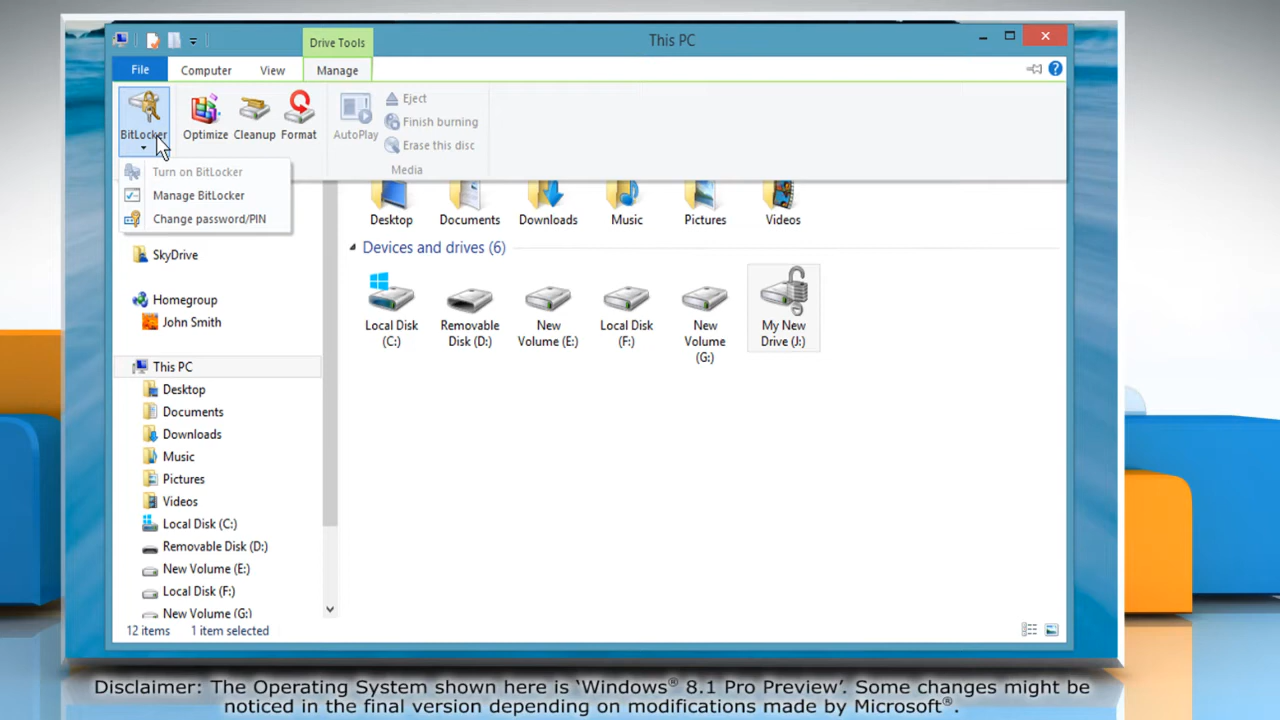 Drive Tools
This PC
File
Computer
View
Manage
BitLocker
Optimize
Cleanup
Format
AutoPlay
Eject
Finish burning
Erase this disc
Media
Turn on BitLocker
Manage BitLocker
Change password/PIN
Desktop
Documents
Downloads
Music
Pictures
Videos
Devices and drives (6)
Local Disk
(C:)
Removable
Disk (D:)
New
Volume (E:)
Local Disk
(F:)
New
Volume
(G:)
My New
Drive (J:)
SkyDrive
Homegroup
John Smith
This PC
Desktop
Documents
Downloads
Music
Pictures
Videos
Local Disk (C:)
Removable Disk (D:)
New Volume (E:)
Local Disk (F:)
New Volume (G:)
12 items
1 item selected
Disclaimer: The Operating System shown here is ‘Windows® 8.1 Pro Preview’. Some changes might be
noticed in the final version depending on modifications made by Microsoft®.